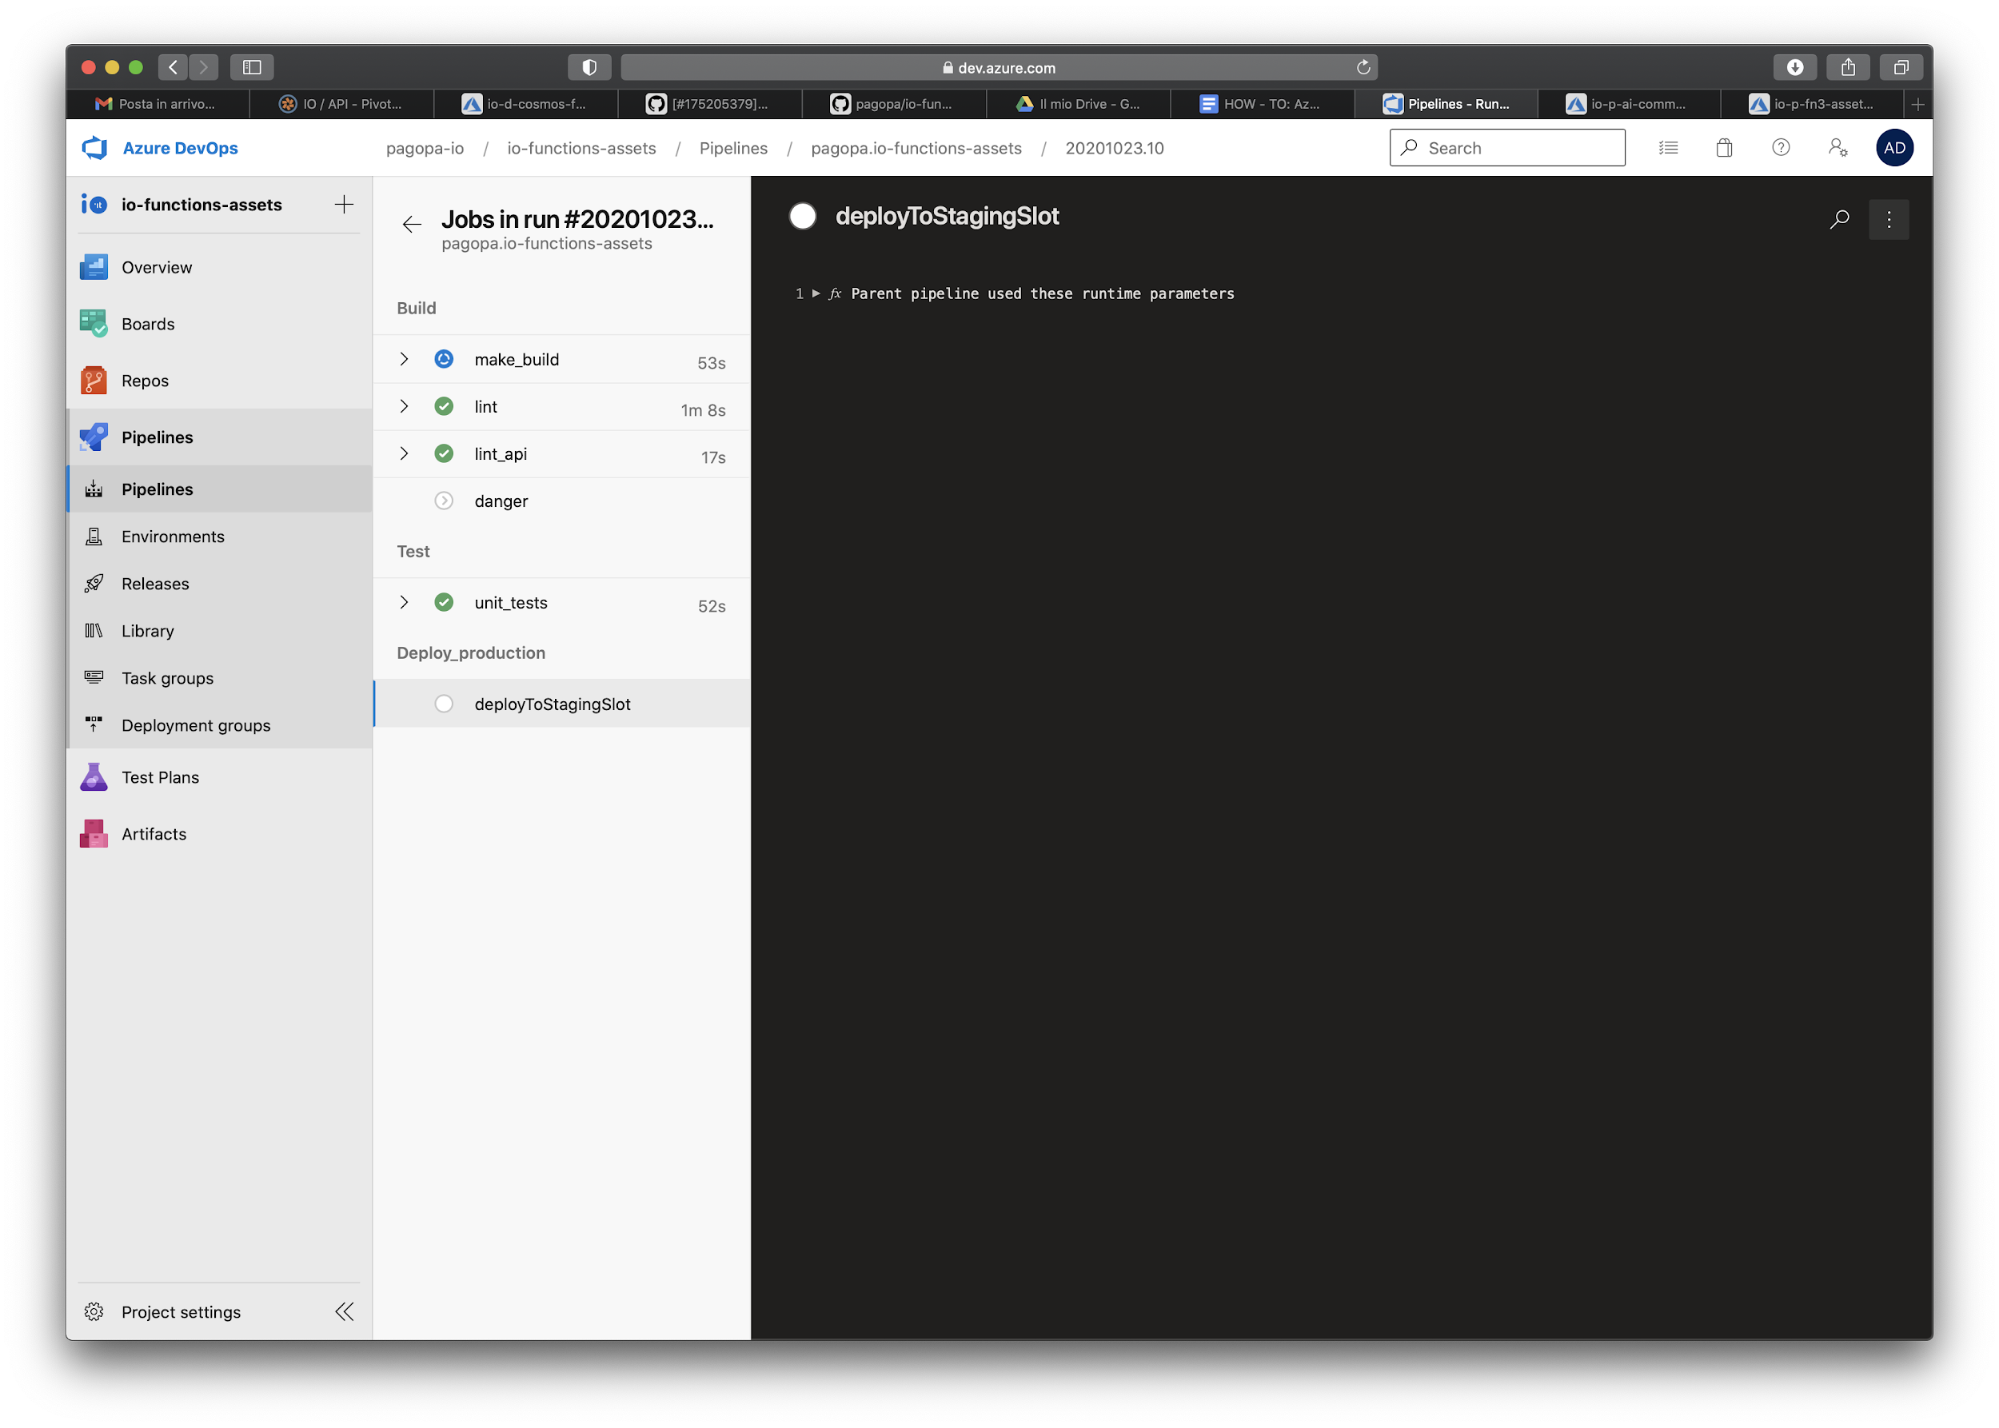 dev.azure.com
Posta in arrivo...
IO / API - Pivot...
io-d-cosmos-f...
[#175205379]...
pagopa/io-fun...
Il mio Drive - G...
HOW - TO: Az...
Pipelines - Run...
io-p-ai-comm...
io-p-fn3-asset...
Azure DevOps
pagopa-io / io-functions-assets / Pipelines / pagopa.io-functions-assets / 20201023.10
Search
AD
io-functions-assets
Overview
Boards
Repos
Pipelines
Pipelines
Environments
Releases
Library
Task groups
Deployment groups
Test Plans
Artifacts
Project settings
Jobs in run #20201023...
pagopa.io-functions-assets
Build
make_build 53s
lint 1m 8s
lint_api 17s
danger
Test
unit_tests 52s
Deploy_production
deployToStagingSlot
deployToStagingSlot
1 fx Parent pipeline used these runtime parameters